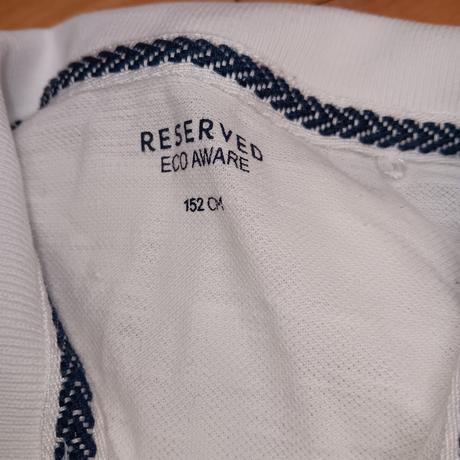 RESERVED
ECO AWARE
152 CM